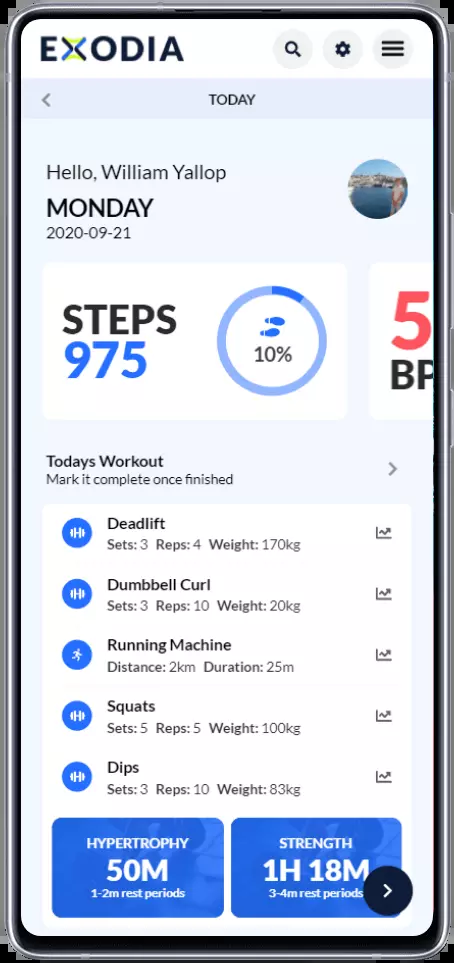 EXODIA
TODAY
Hello, William Yallop
MONDAY
2020-09-21
STEPS
975
10%
5
BP
Todays Workout
Mark it complete once finished
Deadlift
Sets: 3 Reps: 4 Weight: 170kg
Dumbbell Curl
Sets: 3 Reps: 10 Weight: 20kg
Running Machine
Distance: 2km Duration: 25m
Squats
Sets: 5 Reps: 5 Weight: 100kg
Dips
Sets: 3 Reps: 10 Weight: 83kg
HYPERTROPHY
50M
1-2m rest periods
STRENGTH
1H 18M
3-4m rest periods